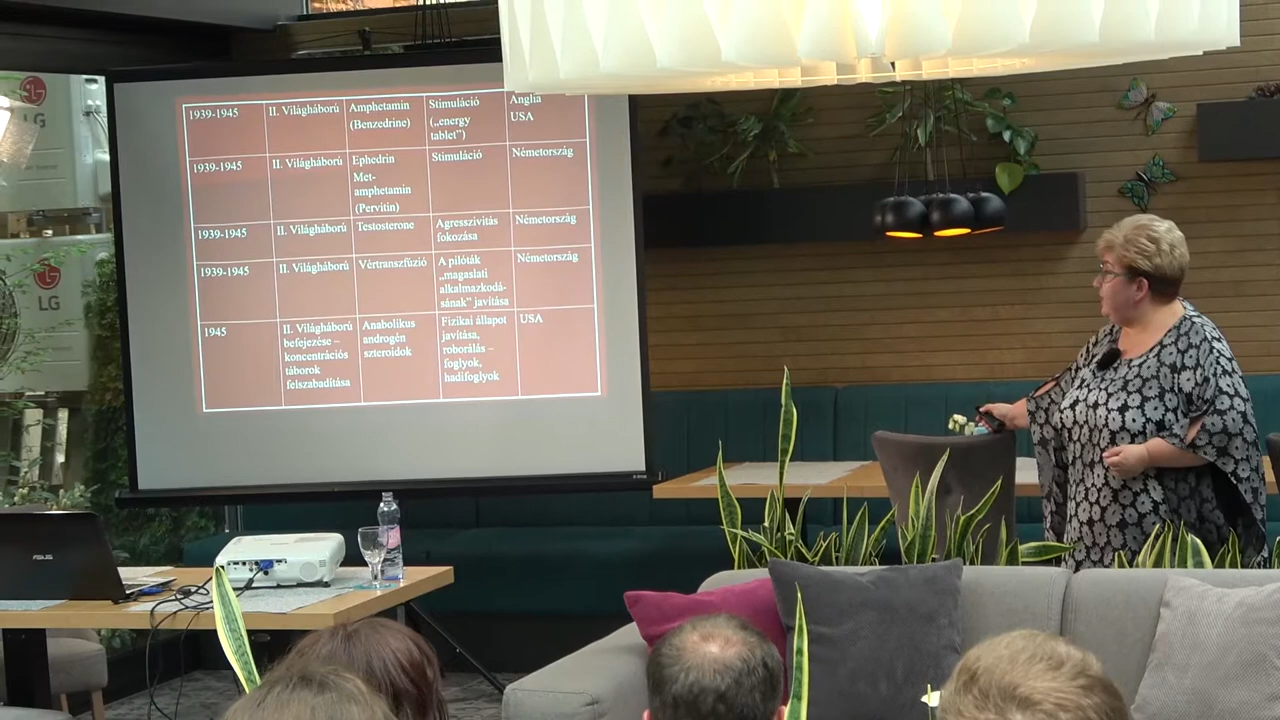 1939-1945
II. Világháború
Amphetamin
(Benzedrine)
Stimuláció
(„energy
tablet")
Anglia
USA
1939-1945
II. Világháború
Ephedrin
Met-
amphetamin
(Pervitin)
Stimuláció
Németország
1939-1945
II. Világháború
Testosterone
Agresszivitás
fokozása
Németország
1939-1945
II. Világháború
Vértranszfúzió
A pilóták
„magaslati
alkalmazkodá-
sának" javítása
Németország
1945
II. Világháború
befejezése –
koncentrációs
táborok
felszabadítása
Anabolikus
androgén
szteroidok
Fizikai állapot
javítása,
roborálás –
foglyok,
hadifoglyok
USA
LG
LG
ASUS